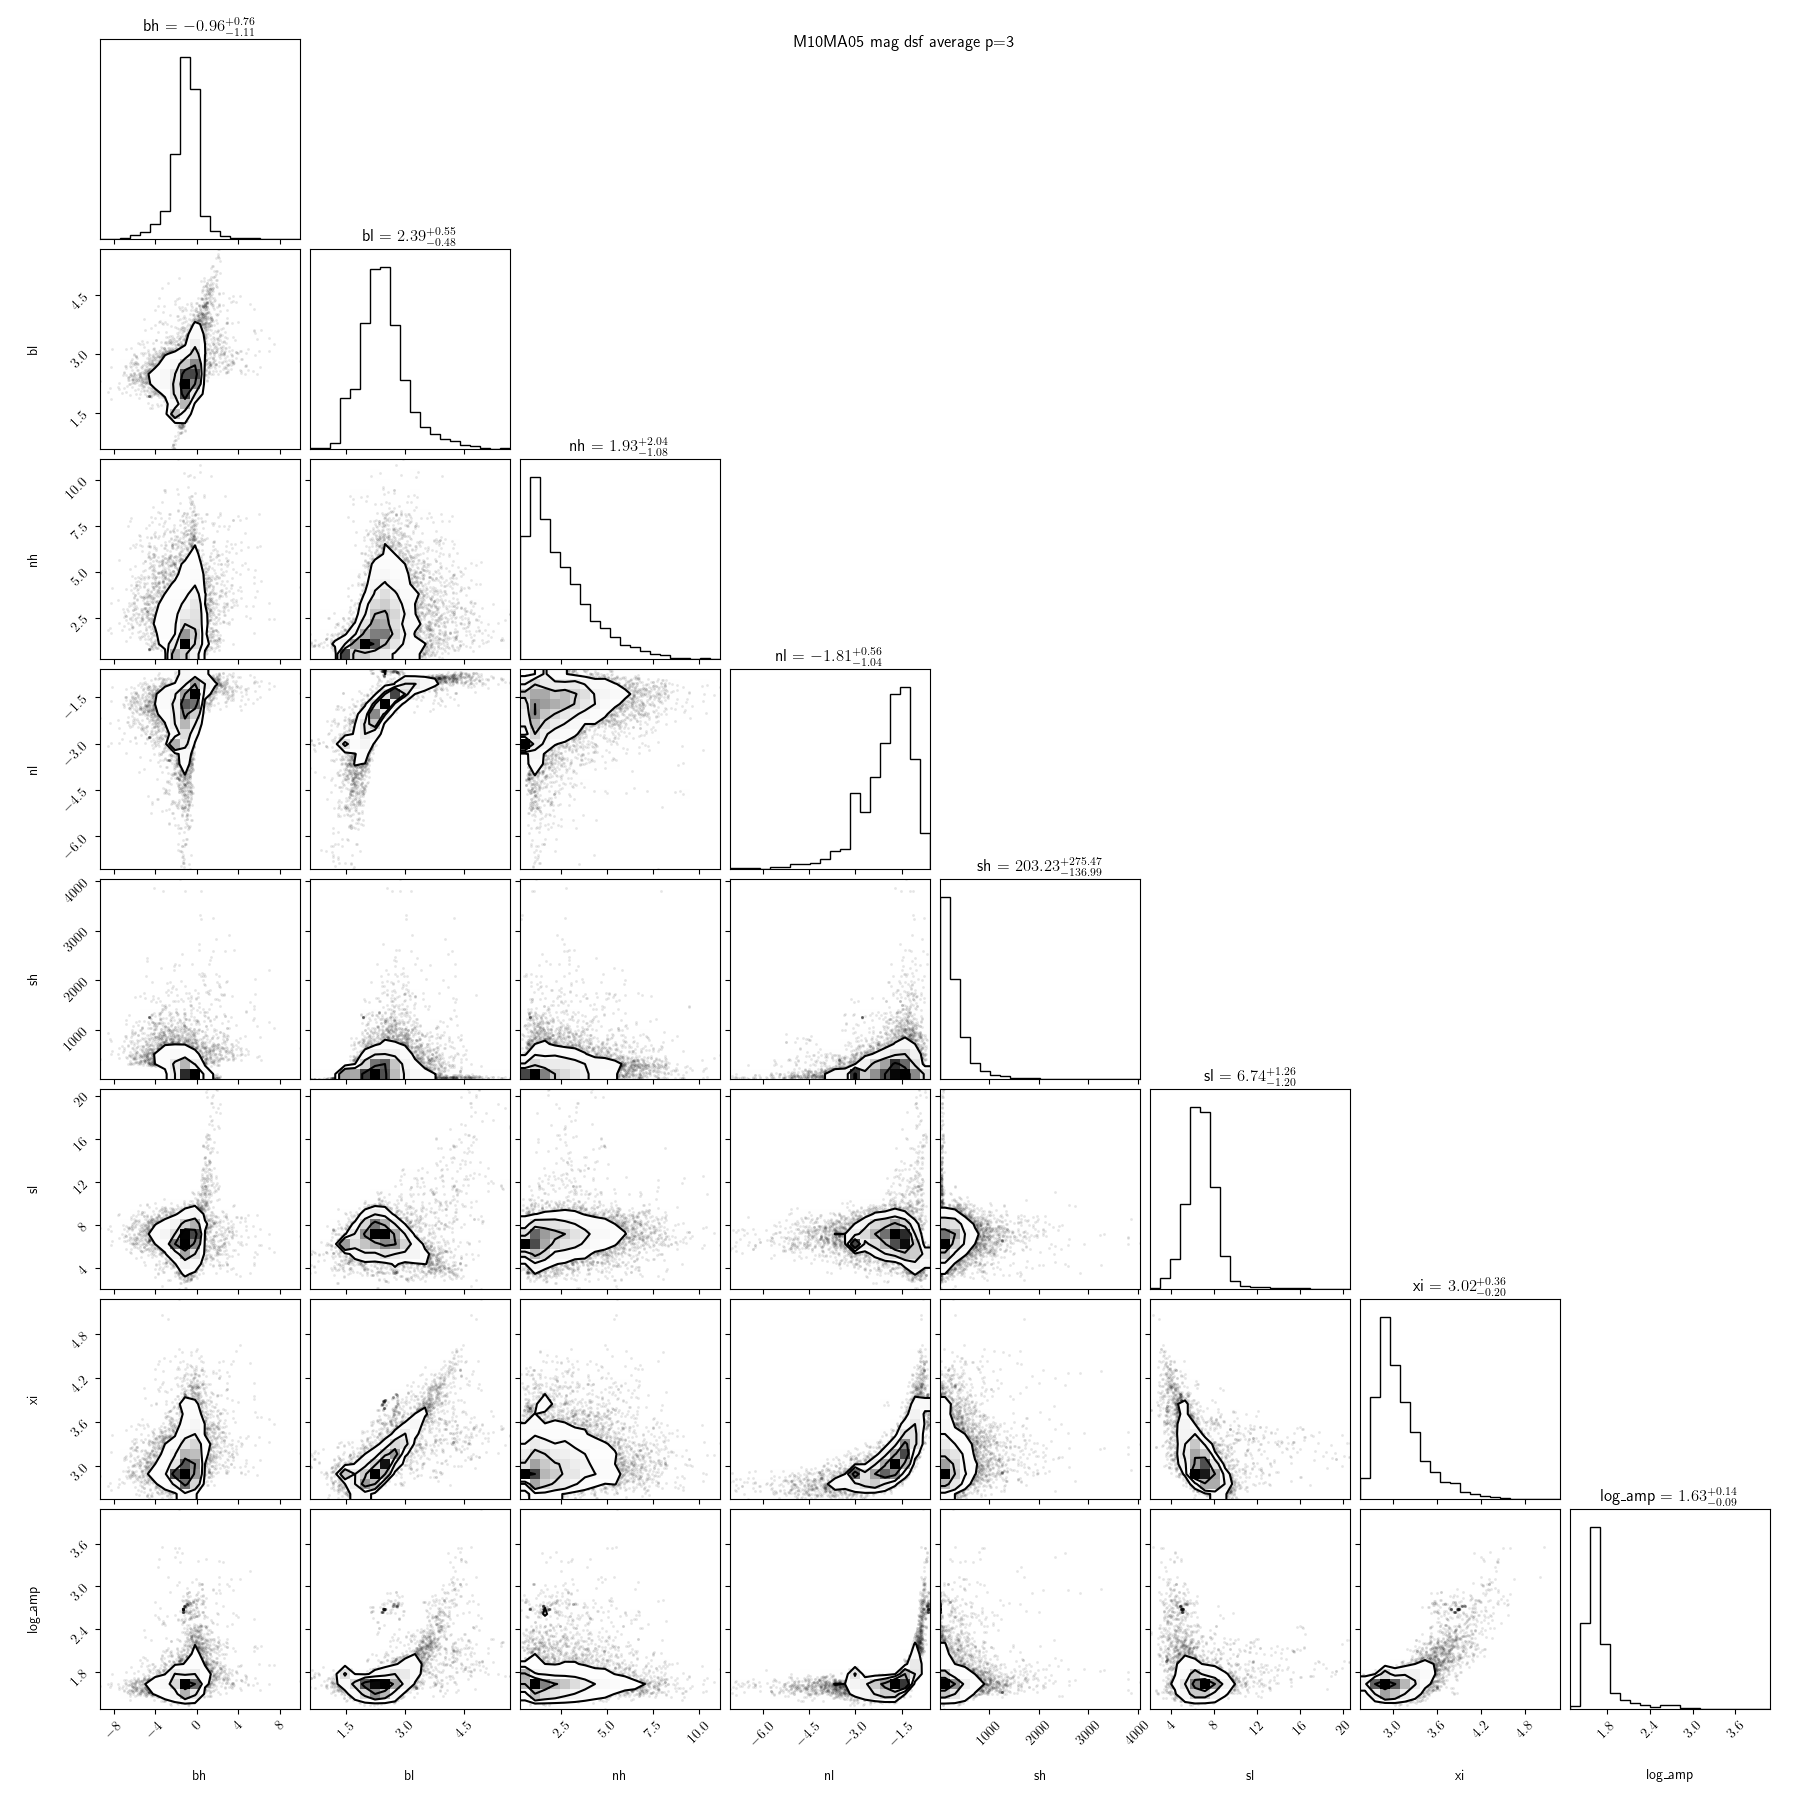 bh = −0.96^{+0.76}_{−1.11}
M10MA05 mag dsf average p=3
bl = 2.39^{+0.55}_{−0.48}
4.5
3.0
1.5
bl
nh = 1.93^{+2.04}_{−1.08}
10.0
7.5
5.0
2.5
nh
nl = −1.81^{+0.56}_{−1.04}
−1.5
−3.0
−4.5
−6.0
nl
sh = 203.23^{+275.47}_{−136.99}
4000
3000
2000
1000
sh
sl = 6.74^{+1.26}_{−1.20}
20
16
12
8
4
sl
xi = 3.02^{+0.36}_{−0.20}
4.8
4.2
3.6
3.0
xi
log_amp = 1.63^{+0.14}_{−0.09}
3.6
3.0
2.4
1.8
log_amp
−8 −4 0 4 8 1.5 3.0 4.5 2.5 5.0 7.5 10.0 −6.0 −4.5 −3.0 −1.5 1000 2000 3000 4000 4 8 12 16 20 3.0 3.6 4.2 4.8 1.8 2.4 3.0 3.6
bh bl nh nl sh sl xi log_amp